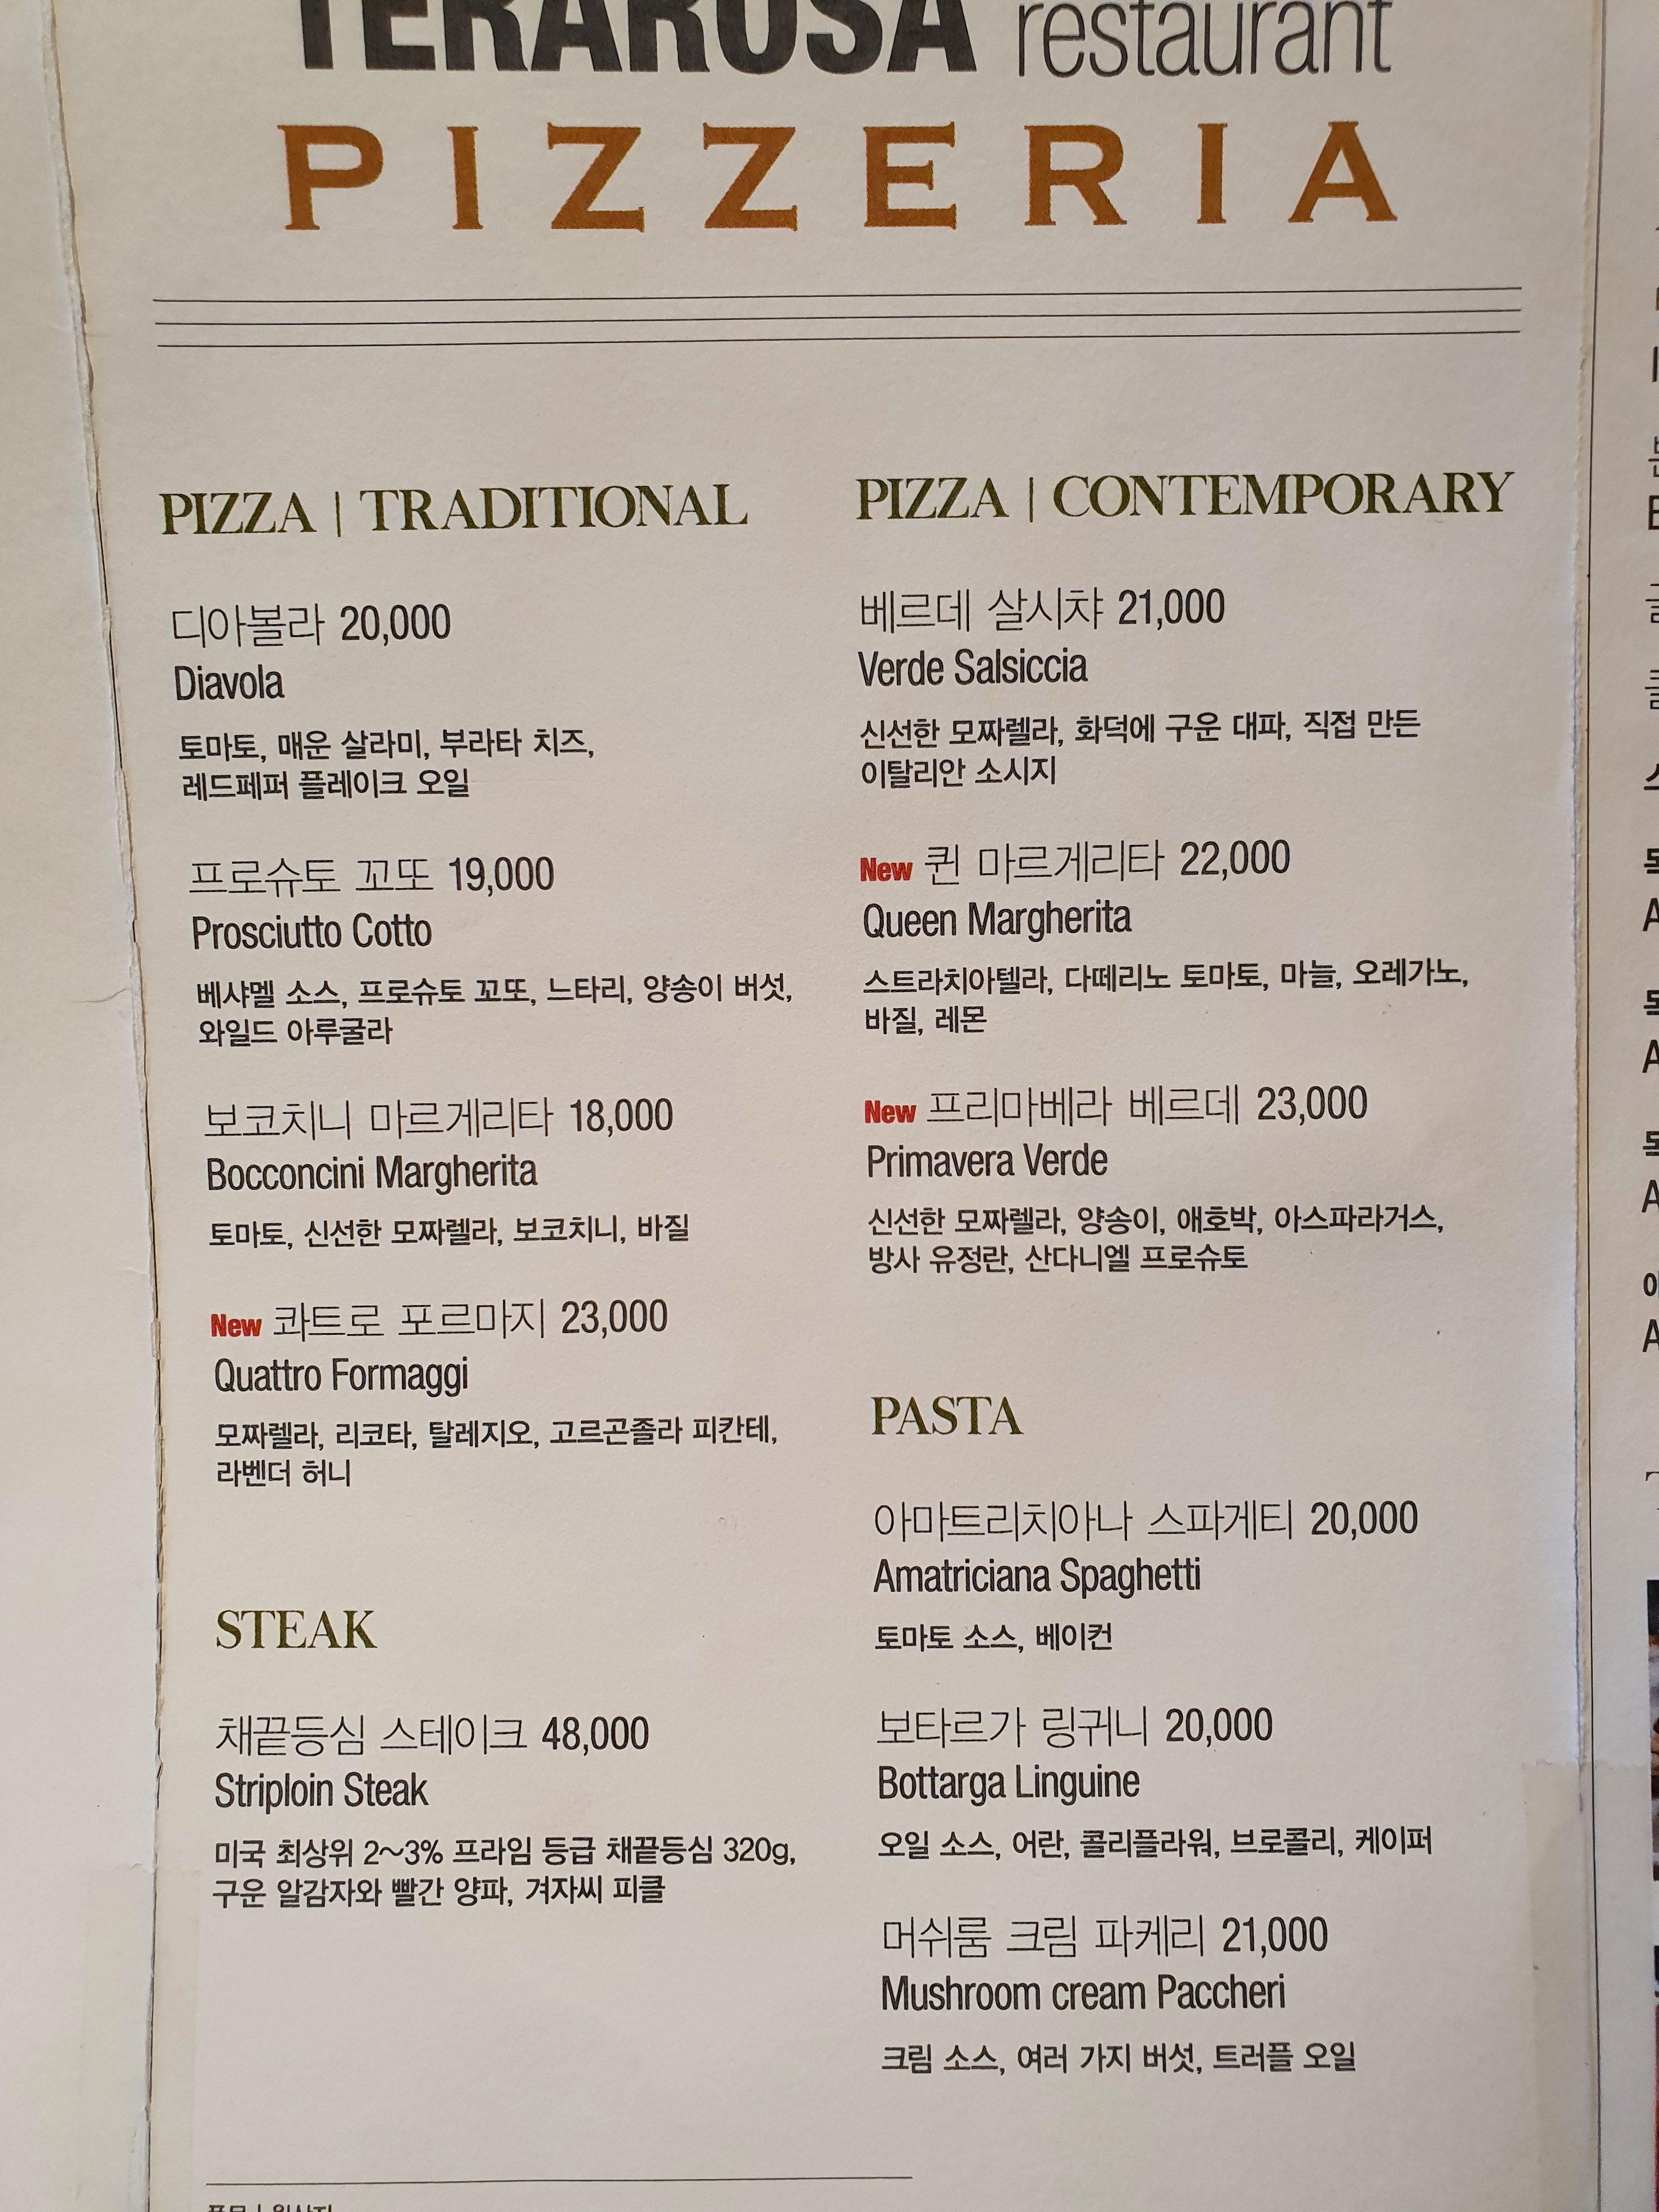 TERAROSA restaurant
PIZZERIA
PIZZA | TRADITIONAL
디아볼라 20,000
Diavola
토마토, 매운 살라미, 부라타 치즈,
레드페퍼 플레이크 오일
프로슈토 꼬또 19,000
Prosciutto Cotto
베샤멜 소스, 프로슈토 꼬또, 느타리, 양송이 버섯,
와일드 아루굴라
보코치니 마르게리타 18,000
Bocconcini Margherita
토마토, 신선한 모짜렐라, 보코치니, 바질
New 콰트로 포르마지 23,000
Quattro Formaggi
모짜렐라, 리코타, 탈레지오, 고르곤졸라 피칸테,
라벤더 허니
STEAK
채끝등심 스테이크 48,000
Striploin Steak
미국 최상위 2~3% 프라임 등급 채끝등심 320g,
구운 알감자와 빨간 양파, 겨자씨 피클
PIZZA | CONTEMPORARY
베르데 살시챠 21,000
Verde Salsiccia
신선한 모짜렐라, 화덕에 구운 대파, 직접 만든
이탈리안 소시지
New 퀸 마르게리타 22,000
Queen Margherita
스트라치아텔라, 다떼리노 토마토, 마늘, 오레가노,
바질, 레몬
New 프리마베라 베르데 23,000
Primavera Verde
신선한 모짜렐라, 양송이, 애호박, 아스파라거스,
방사 유정란, 산다니엘 프로슈토
PASTA
아마트리치아나 스파게티 20,000
Amatriciana Spaghetti
토마토 소스, 베이컨
보타르가 링귀니 20,000
Bottarga Linguine
오일 소스, 어란, 콜리플라워, 브로콜리, 케이퍼
머쉬룸 크림 파케리 21,000
Mushroom cream Paccheri
크림 소스, 여러 가지 버섯, 트러플 오일